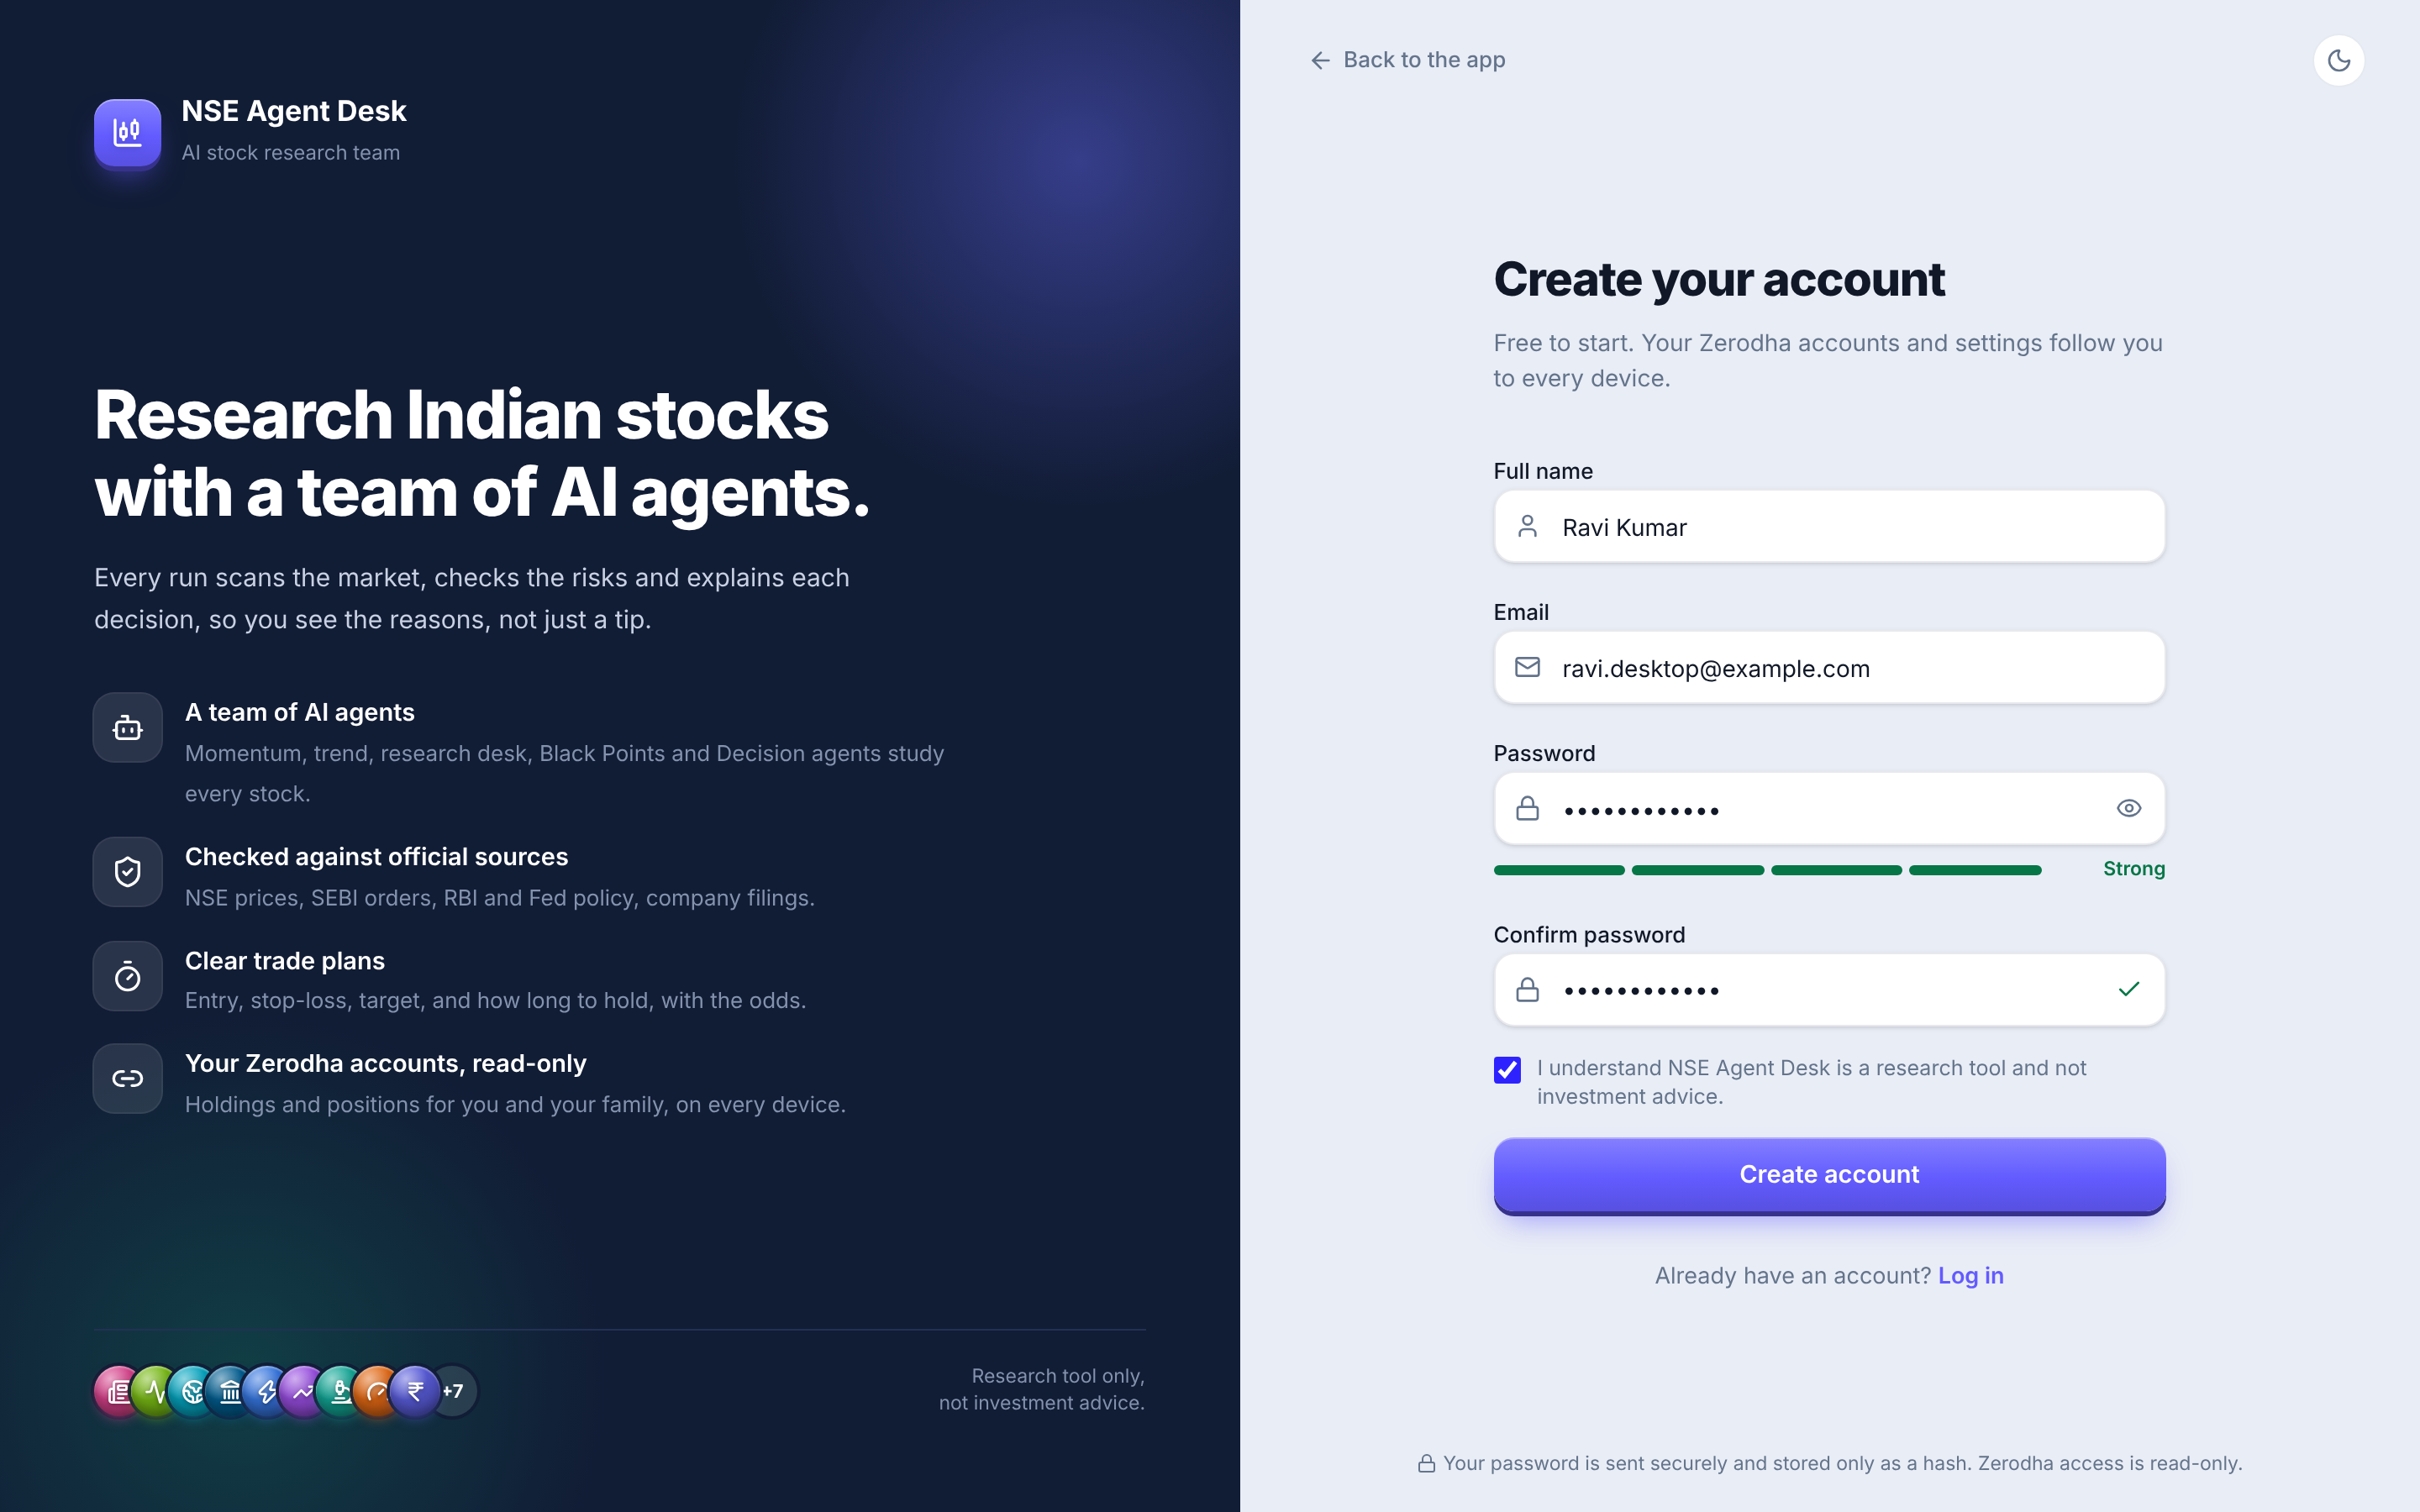 NSE Agent Desk
AI stock research team
Research Indian stocks
with a team of AI agents.
Every run scans the market, checks the risks and explains each
decision, so you see the reasons, not just a tip.
A team of AI agents
Momentum, trend, research desk, Black Points and Decision agents study
every stock.
Checked against official sources
NSE prices, SEBI orders, RBI and Fed policy, company filings.
Clear trade plans
Entry, stop-loss, target, and how long to hold, with the odds.
Your Zerodha accounts, read-only
Holdings and positions for you and your family, on every device.
₹
+7
Research tool only,
not investment advice.
Back to the app
Create your account
Free to start. Your Zerodha accounts and settings follow you
to every device.
Full name
Ravi Kumar
Email
ravi.desktop@example.com
Password
••••••••••••
Strong
Confirm password
••••••••••••
I understand NSE Agent Desk is a research tool and not
investment advice.
Create account
Already have an account? Log in
Your password is sent securely and stored only as a hash. Zerodha access is read-only.